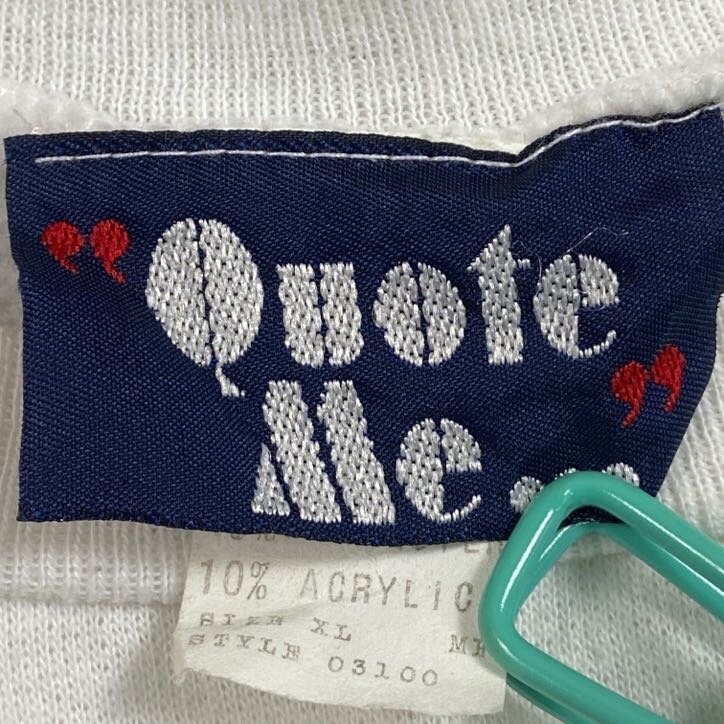 “Quote
Me...”
10% ACRYLIC
SIZE XL
STYLE 03100